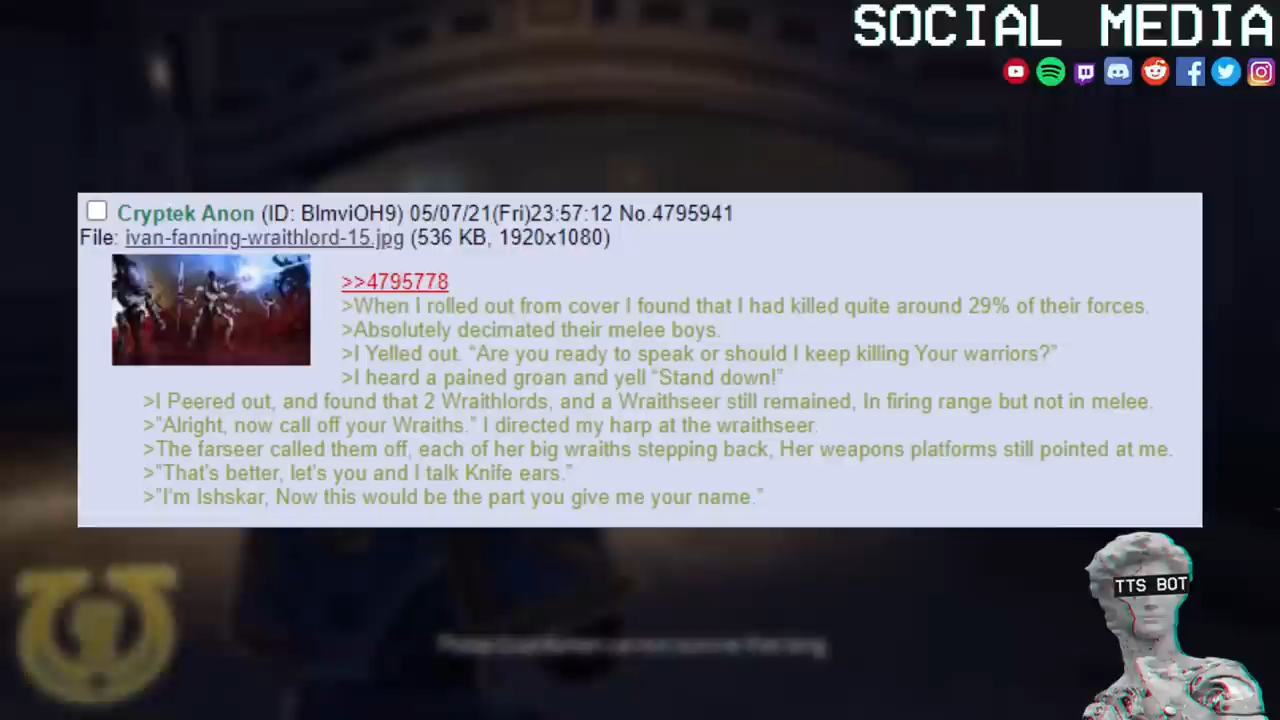 SOCIAL MEDIA
Cryptek Anon (ID: BlmviOH9) 05/07/21(Fri)23:57:12 No.4795941
File: ivan-fanning-wraithlord-15.jpg (536 KB, 1920x1080)
>>4795778
>When I rolled out from cover I found that I had killed quite around 29% of their forces.
>Absolutely decimated their melee boys.
>I Yelled out. “Are you ready to speak or should I keep killing Your warriors?”
>I heard a pained groan and yell “Stand down!”
>I Peered out, and found that 2 Wraithlords, and a Wraithseer still remained, In firing range but not in melee.
>”Alright, now call off your Wraiths.” I directed my harp at the wraithseer.
>The farseer called them off, each of her big wraiths stepping back, Her weapons platforms still pointed at me.
>”That’s better, let’s you and I talk Knife ears.”
>”I’m Ishskar, Now this would be the part you give me your name.”
TTS BOT